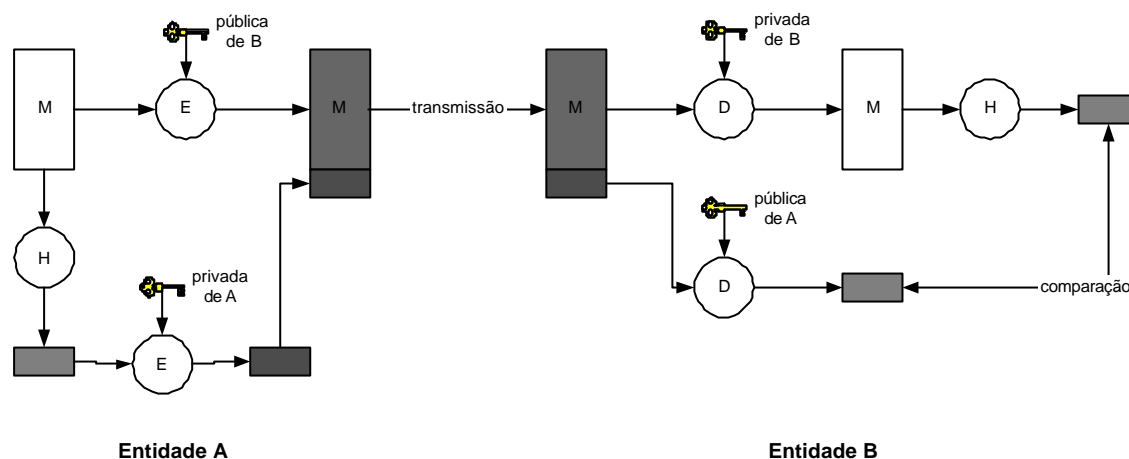 pública
de B
privada
de B
M
E
M
transmissão
M
D
M
H
pública
de A
H
privada
de A
D
comparação
E
Entidade A
Entidade B